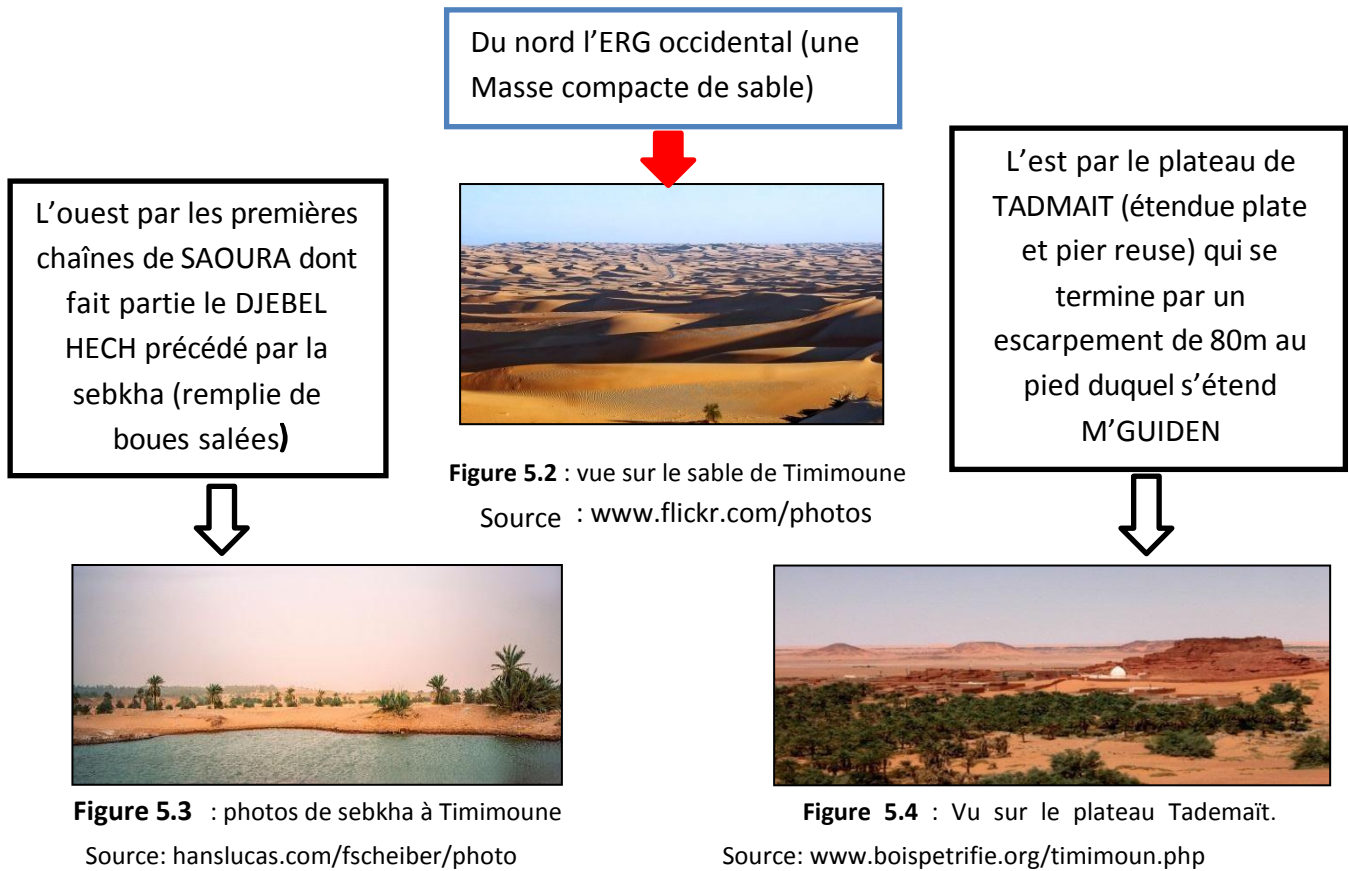 Du nord l’ERG occidental (une
Masse compacte de sable)
L’ouest par les premières
chaînes de SAOURA dont
fait partie le DJEBEL
HECH précédé par la
sebkha (remplie de
boues salées)
L’est par le plateau de
TADMAIT (étendue plate
et pier reuse) qui se
termine par un
escarpement de 80m au
pied duquel s’étend
M’GUIDEN
Figure 5.2 : vue sur le sable de Timimoune
Source : www.flickr.com/photos
Figure 5.3 : photos de sebkha à Timimoune
Source: hanslucas.com/fscheiber/photo
Figure 5.4 : Vu sur le plateau Tademaït.
Source: www.boispetrifie.org/timimoun.php